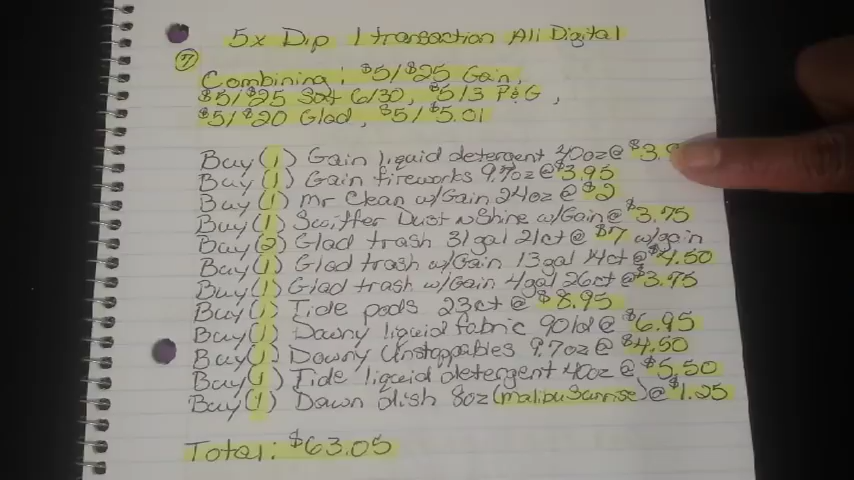 5x Dip 1 transaction All Digital
7
Combining: $5/$25 Gain,
$5/$25 Sat 6/30, $5/3 P&G,
$5/$20 Glad, $5/$5.01
Buy (1) Gain liquid detergent 40oz @ $3.9
Buy (1) Gain fireworks 9.7oz @ $3.95
Buy (1) Mr Clean w/Gain 24oz @ $2
Buy (1) Swiffer Dust n Shine w/Gain @ $3.75
Buy (2) Glad trash 31gal 21ct @ $7 w/gain
Buy (1) Glad trash w/Gain 13gal 14ct @ $4.50
Buy (1) Glad trash w/Gain 4gal 26ct @ $3.75
Buy (1) Tide pods 23ct @ $8.95
Buy (1) Downy liquid fabric 90ld @ $6.95
Buy (1) Downy Unstoppables 9.7oz @ $4.50
Buy (1) Tide liquid detergent 40oz @ $5.50
Buy (1) Dawn dish 8oz (malibu Sunrise) @ $1.25
Total: $63.05